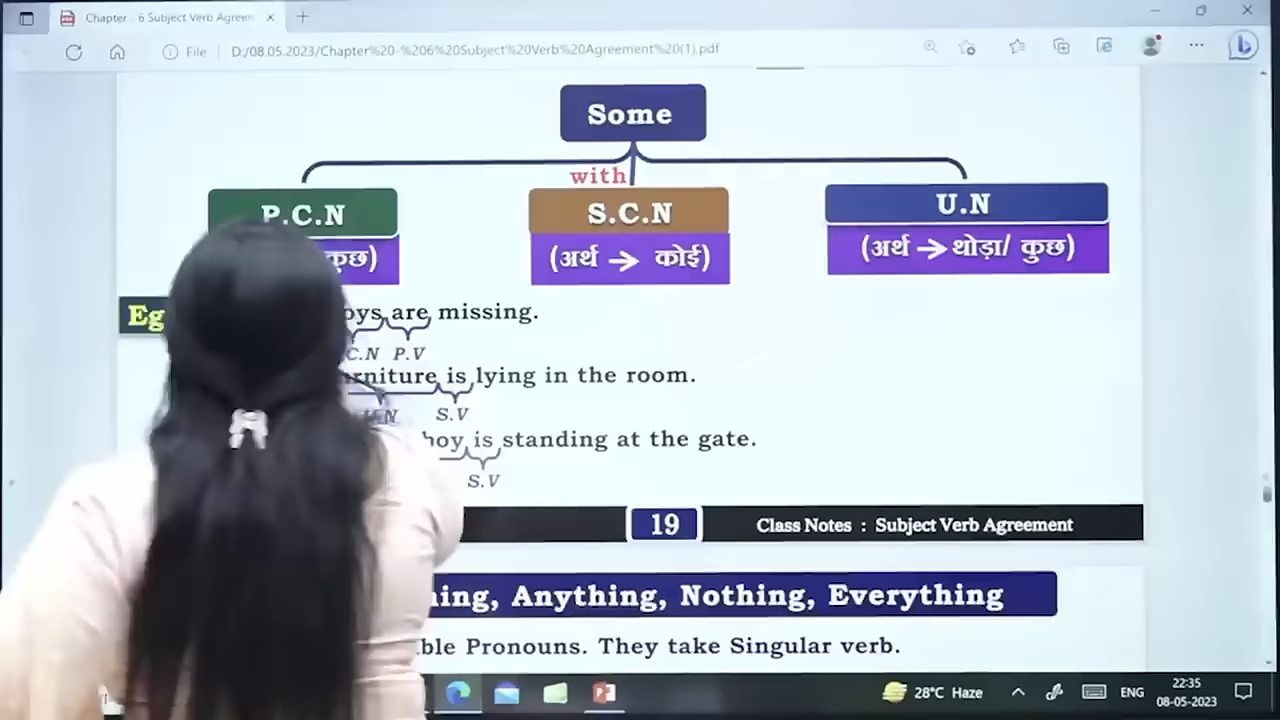 Chapter - 6 Subject Verb Agreem
File D:/08.05.2023/Chapter%20-%206%20Subject%20Verb%20Agreement%20(1).pdf
Some
with
P.C.N S.C.N U.N
कुछ) (अर्थ → कोई) (अर्थ → थोड़ा/ कुछ)
Eg
oys are missing.
C.N P.V
rniture is lying in the room.
U.N S.V
boy is standing at the gate.
S.V
19 Class Notes : Subject Verb Agreement
hing, Anything, Nothing, Everything
ble Pronouns. They take Singular verb.
28°C Haze ENG 22:35
08-05-2023